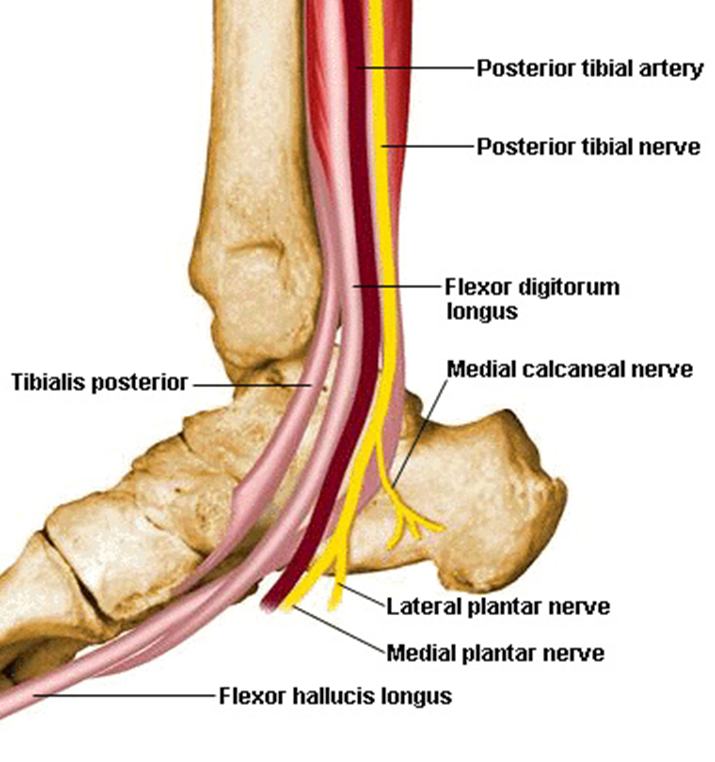 Posterior tibial artery
Posterior tibial nerve
Flexor digitorum
longus
Medial calcaneal nerve
Tibialis posterior
Lateral plantar nerve
Medial plantar nerve
Flexor hallucis longus